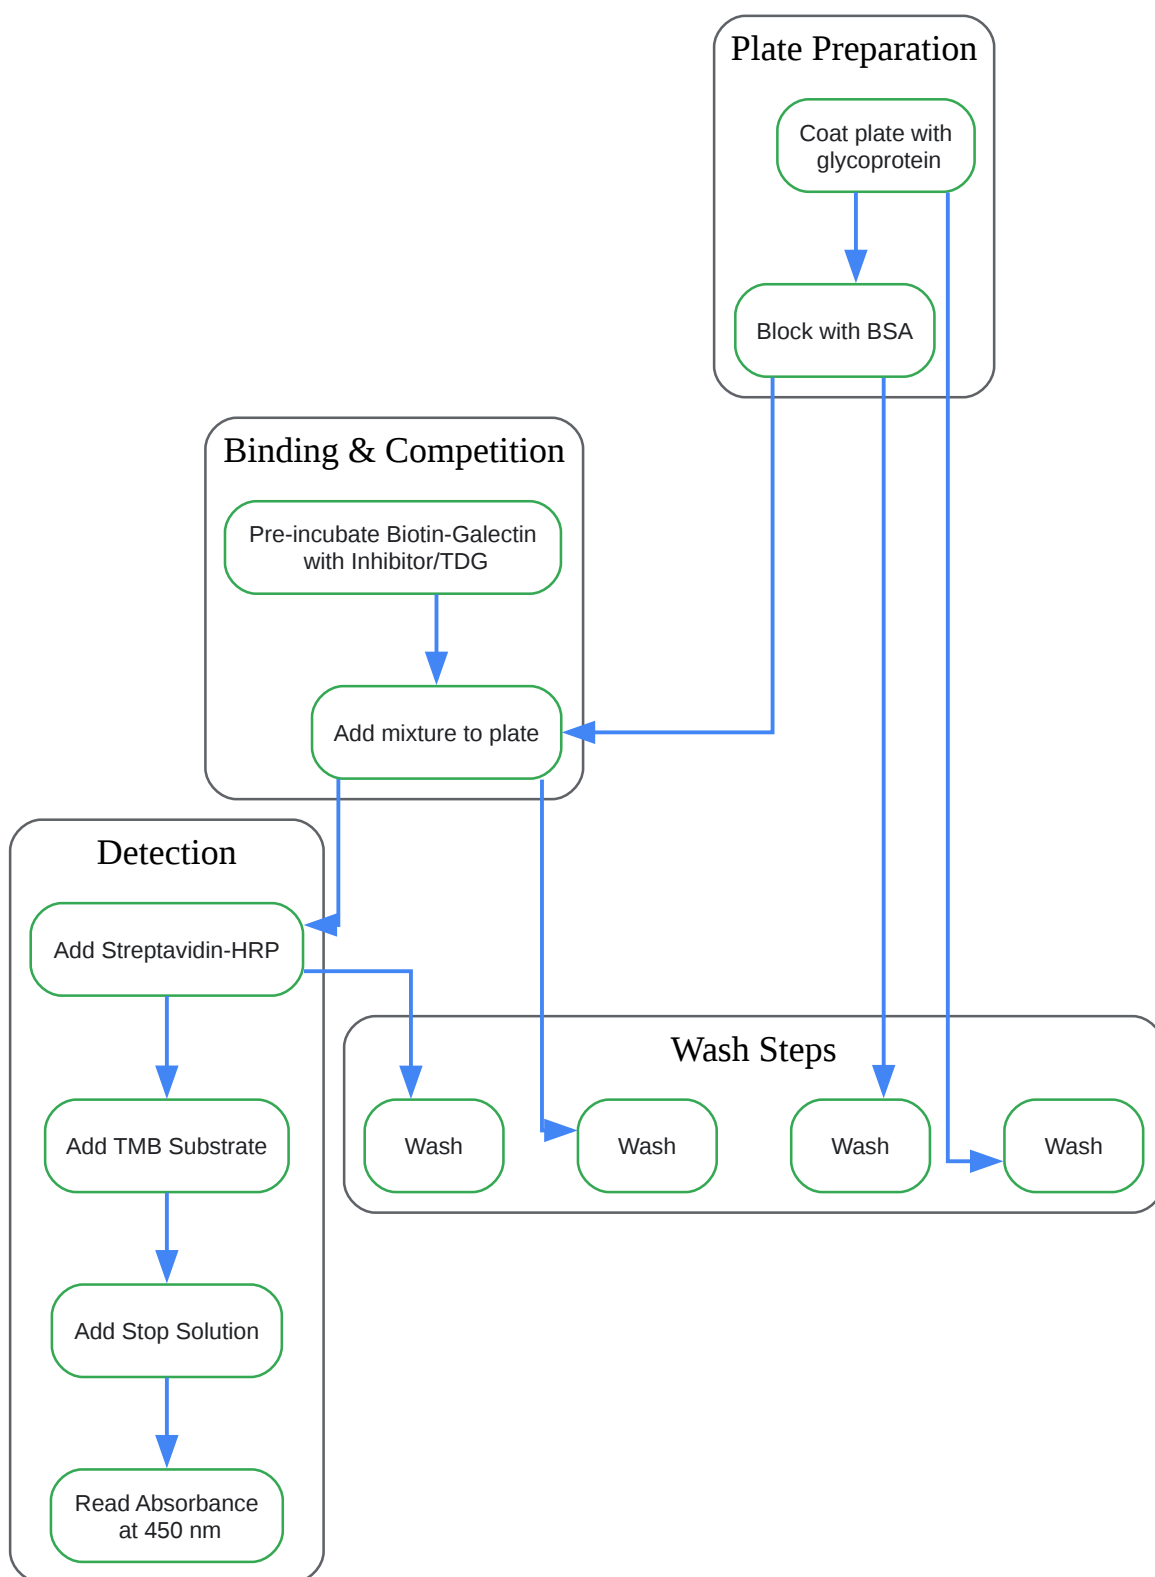 Plate Preparation
Coat plate with
glycoprotein
Block with BSA
Binding & Competition
Pre-incubate Biotin-Galectin
with Inhibitor/TDG
Add mixture to plate
Detection
Add Streptavidin-HRP
Add TMB Substrate
Add Stop Solution
Read Absorbance
at 450 nm
Wash Steps
Wash
Wash
Wash
Wash